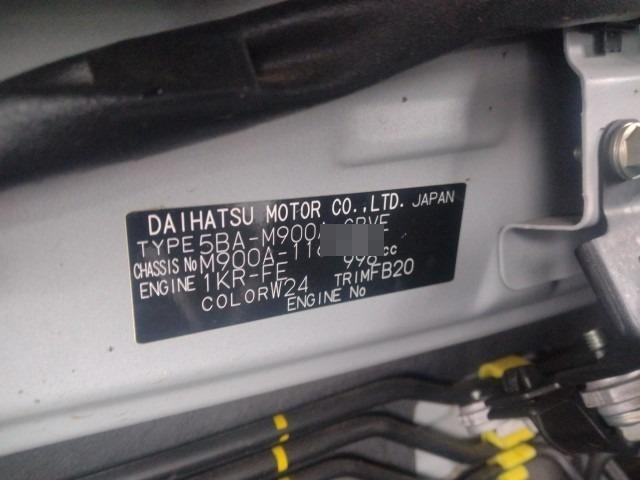 DAIHATSU MOTOR CO.,LTD. JAPAN
TYPE 5BA-M900A-GBVE
CHASSIS No M900A-11
ENGINE 1KR-FE 996cc
COLOR W24 TRIM FB20
ENGINE No